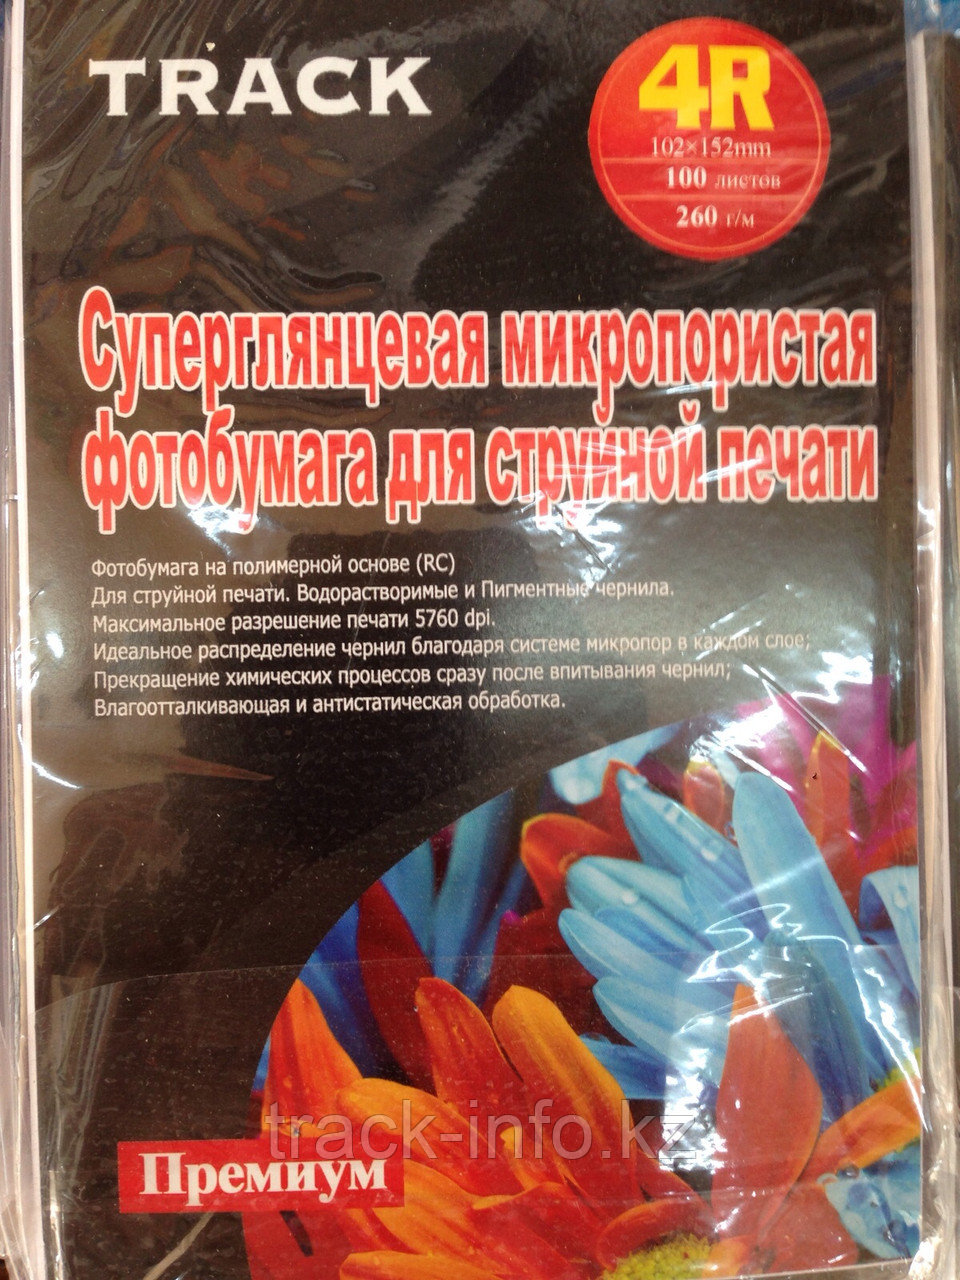 TRACK
4R
102×152mm
100 листов
260 г/м
Суперглянцевая микропористая
фотобумага для струйной печати
Фотобумага на полимерной основе (RC)
Для струйной печати. Водорастворимые и Пигментные чернила.
Максимальное разрешение печати 5760 dpi.
Идеальное распределение чернил благодаря системе микропор в каждом слое;
Прекращение химических процессов сразу после впитывания чернил;
Влагоотталкивающая и антистатическая обработка.
track-info.kz
Премиум